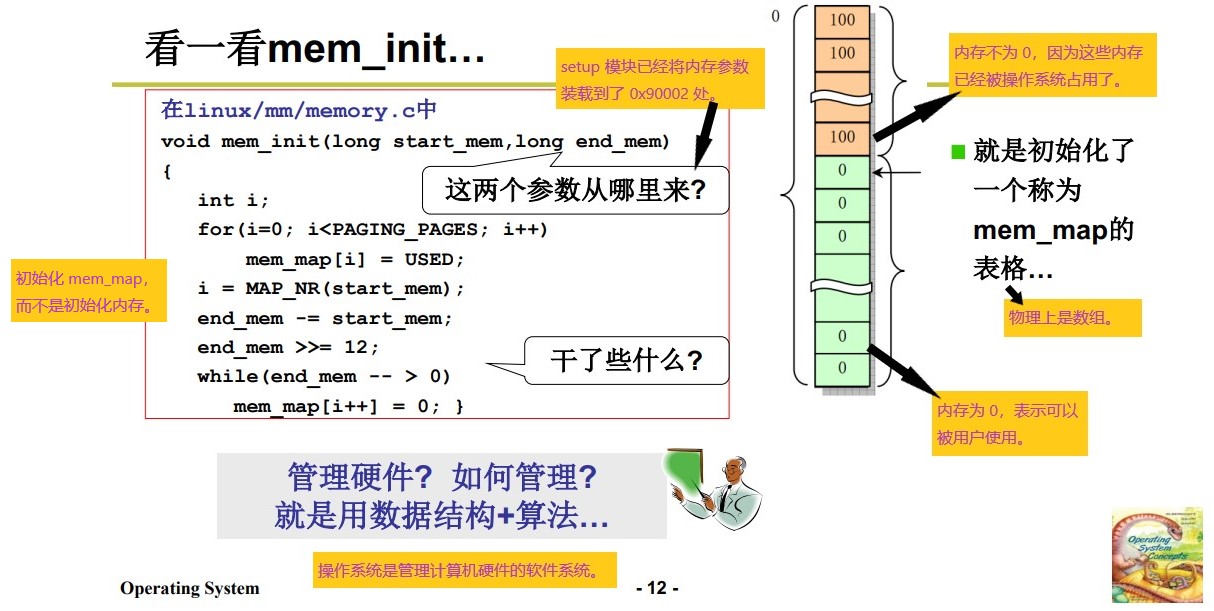 看一看mem_init…
setup 模块已经将内存参数
装载到了 0x90002 处。
在linux/mm/memory.c中
void mem_init(long start_mem,long end_mem)
{
这两个参数从哪里来?
int i;
for(i=0; i<PAGING_PAGES; i++)
mem_map[i] = USED;
i = MAP_NR(start_mem);
end_mem -= start_mem;
end_mem >>= 12;
while(end_mem -- > 0)
mem_map[i++] = 0; }
干了些什么?
初始化 mem_map，
而不是初始化内存。
0
100
100
100
0
0
0
0
0
内存不为 0，因为这些内存
已经被操作系统占用了。
就是初始化了
一个称为
mem_map的
表格…
物理上是数组。
内存为 0，表示可以
被用户使用。
管理硬件? 如何管理?
就是用数据结构+算法…
操作系统是管理计算机硬件的软件系统。
Operating System
- 12 -
Operating
System
Concepts